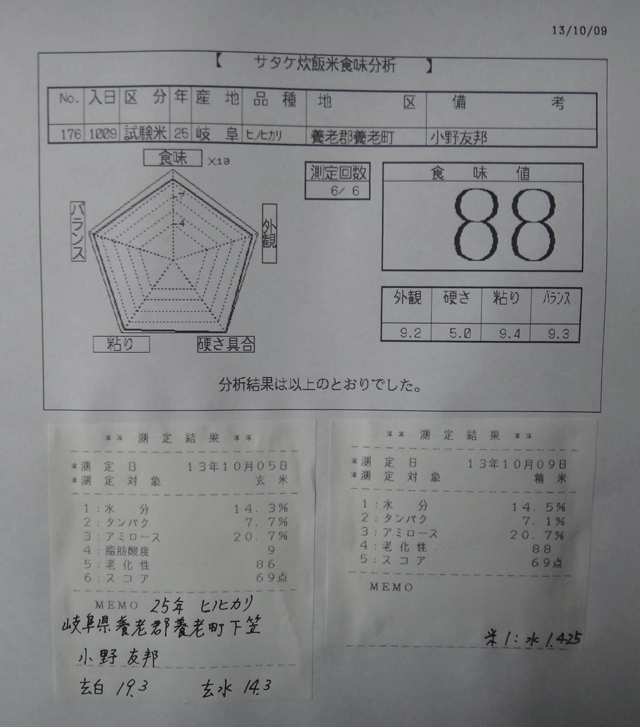 13/10/09
【 サタケ炊飯米食味分析 】
No. 入日 区分 年 産地 品種 地区 備考
176 1009 試験米 25 岐阜 ヒノヒカリ 養老郡養老町 小野友邦
食味 ×10
バランス
外観
粘り
硬さ具合
7
4
測定回数
6/ 6
食味値
88
外観 硬さ 粘り バランス
9.2 5.0 9.4 9.3
分析結果は以上のとおりでした。
** 測定結果 **
*測定日 13年10月05日
*測定対象 玄米
1:水分 14.3%
2:タンパク 7.7%
3:アミロース 20.7%
4:脂肪酸度 9
5:老化性 86
6:スコア 69点
MEMO 25年 ヒノヒカリ
岐阜県養老郡養老町下笠
小野友邦
玄白 19.3 玄水 14.3
** 測定結果 **
*測定日 13年10月09日
*測定対象 精米
1:水分 14.5%
2:タンパク 7.1%
3:アミロース 20.7%
4:老化性 88
5:スコア 69点
MEMO
米1:水1.425